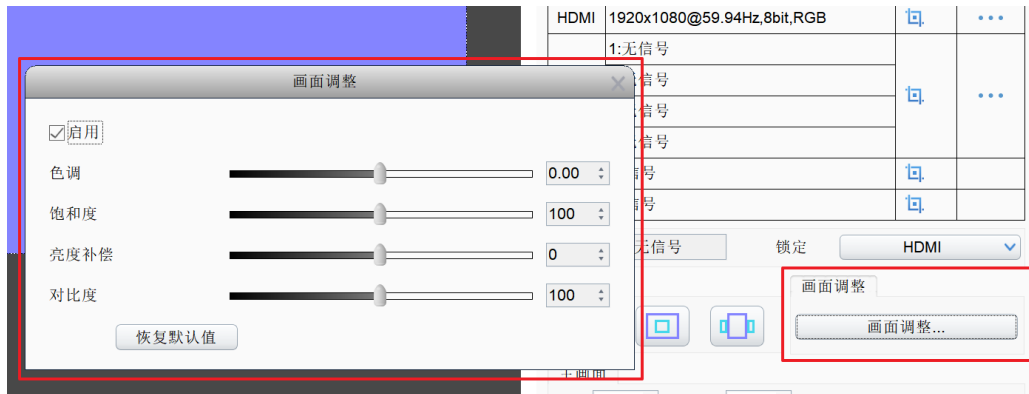 HDMI 1920x1080@59.94Hz,8bit,RGB
1:无信号
画面调整
信号
启用
信号
信号
色调 0.00
信号
饱和度 100
号
亮度补偿 0
无信号 锁定 HDMI
对比度 100
画面调整
恢复默认值
画面调整...
主画面